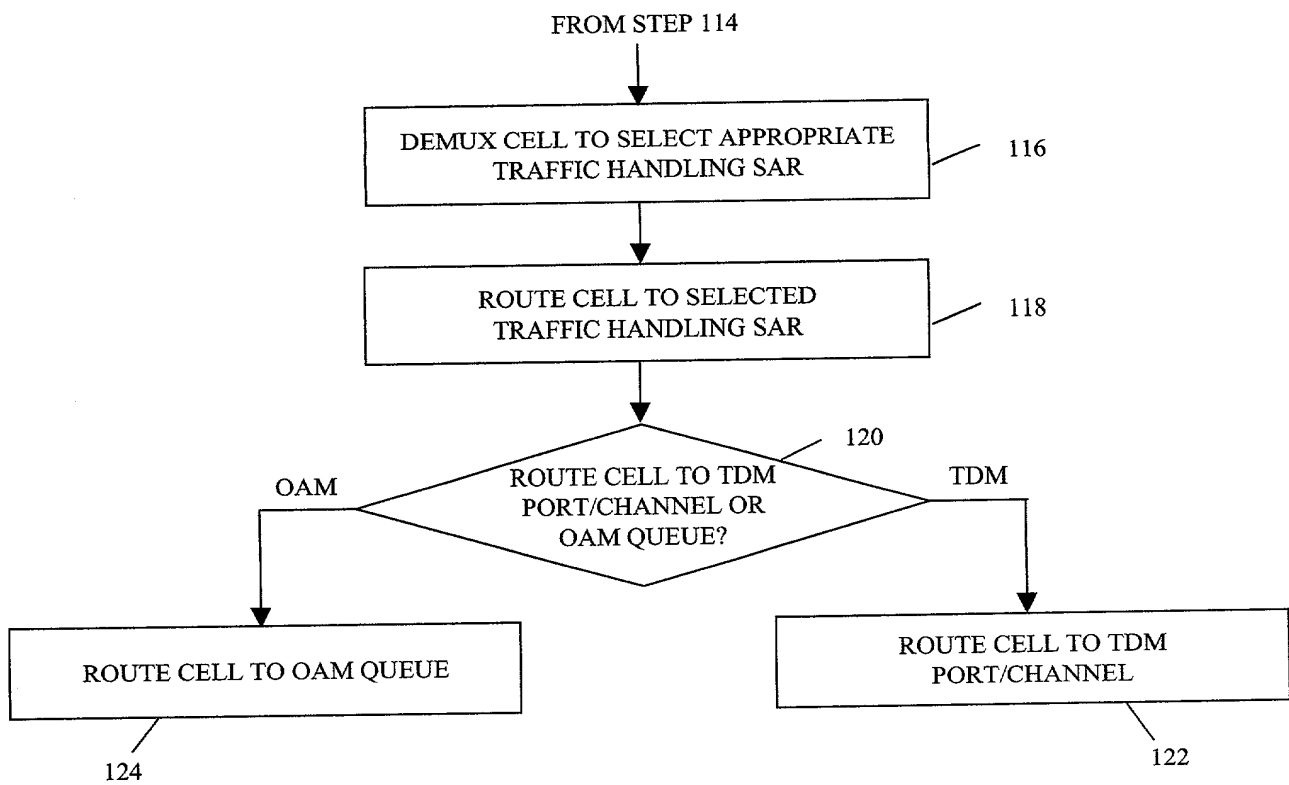 FROM STEP 114
DEMUX CELL TO SELECT APPROPRIATE
TRAFFIC HANDLING SAR
116
ROUTE CELL TO SELECTED
TRAFFIC HANDLING SAR
118
120
ROUTE CELL TO TDM
PORT/CHANNEL OR
OAM QUEUE?
OAM
TDM
ROUTE CELL TO OAM QUEUE
124
ROUTE CELL TO TDM
PORT/CHANNEL
122